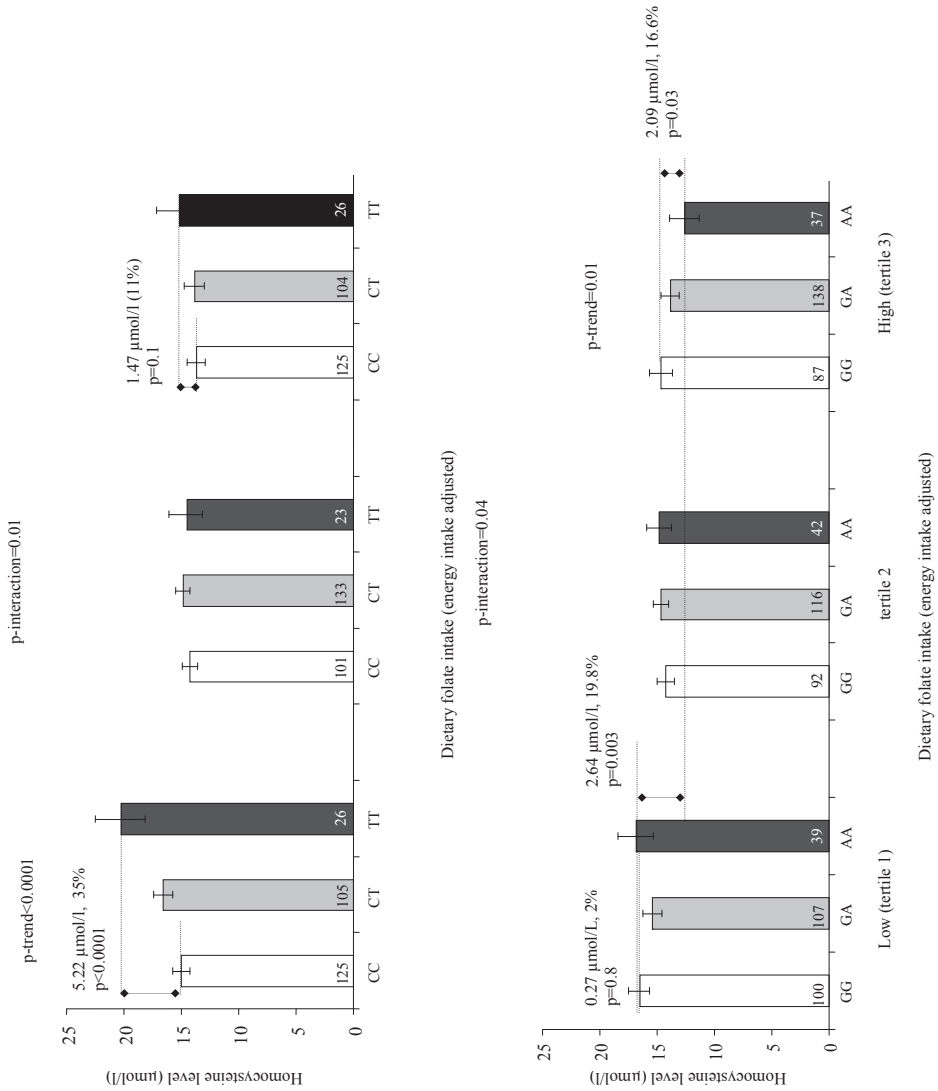 p-interaction=0.01
p-trend<0.0001
5.22 µmol/l, 35%
p<0.0001
1.47 µmol/l (11%)
p=0.1
Homocysteine level (µmol/l)
25
20
15
10
5
0
125
105
26
101
133
23
125
104
26
CC
CT
TT
CC
CT
TT
CC
CT
TT
Dietary folate intake (energy intake adjusted)
p-interaction=0.04
p-trend=0.01
0.27 µmol/L, 2%
p=0.8
2.64 µmol/l, 19.8%
p=0.003
2.09 µmol/l, 16.6%
p=0.03
Homocysteine level (µmol/l)
25
20
15
10
5
0
100
107
39
92
116
42
87
138
37
GG
GA
AA
GG
GA
AA
GG
GA
AA
Low (tertile 1)
tertile 2
High (tertile 3)
Dietary folate intake (energy intake adjusted)